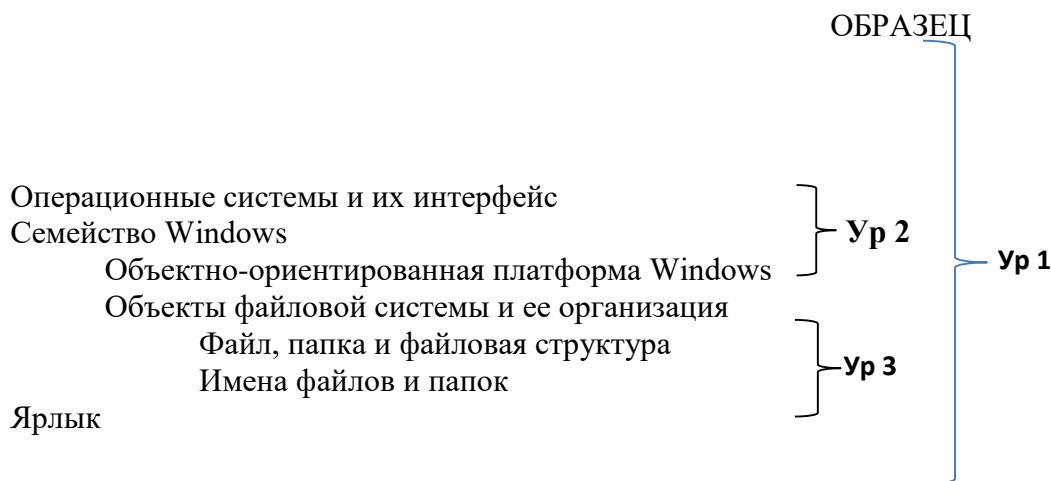 ОБРАЗЕЦ
Операционные системы и их интерфейс
Семейство Windows
Объектно-ориентированная платформа Windows
Объекты файловой системы и ее организация
Файл, папка и файловая структура
Имена файлов и папок
Ярлык
Ур 2
Ур 3
Ур 1